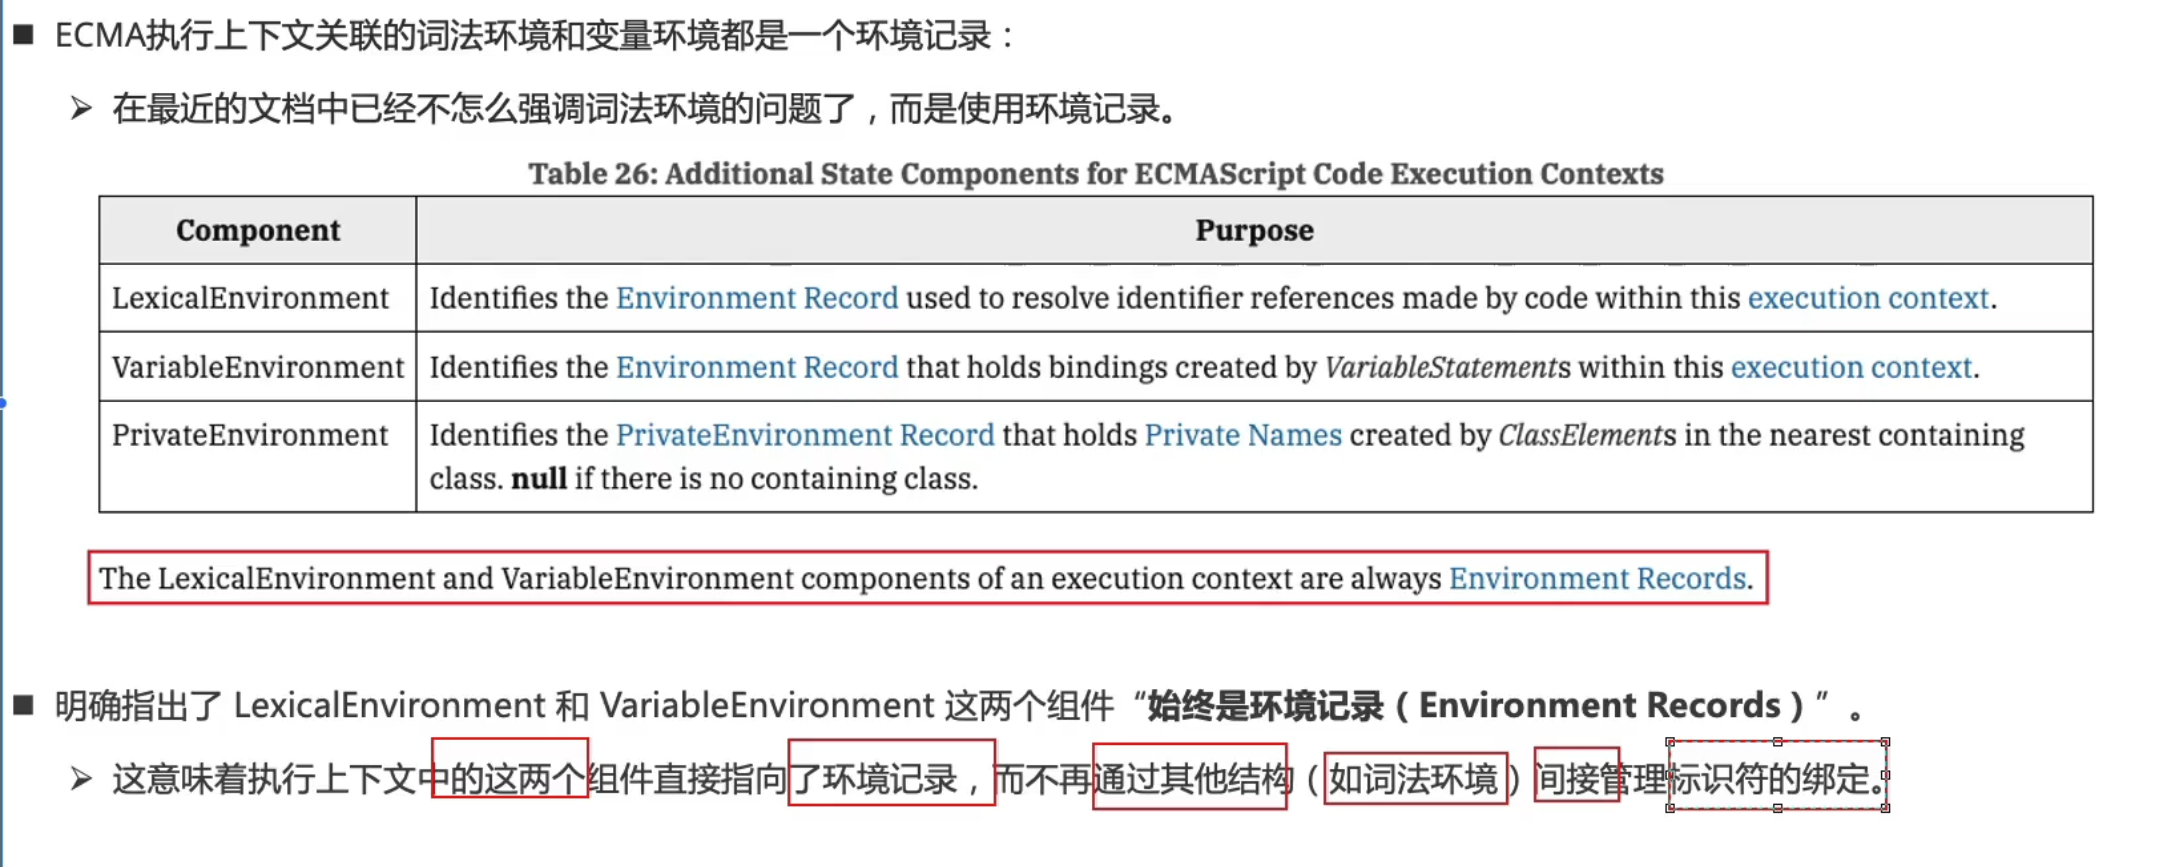 ■ ECMA执行上下文关联的词法环境和变量环境都是一个环境记录：
➢ 在最近的文档中已经不怎么强调词法环境的问题了，而是使用环境记录。
Table 26: Additional State Components for ECMAScript Code Execution Contexts
Component Purpose
LexicalEnvironment Identifies the Environment Record used to resolve identifier references made by code within this execution context.
VariableEnvironment Identifies the Environment Record that holds bindings created by VariableStatements within this execution context.
PrivateEnvironment Identifies the PrivateEnvironment Record that holds Private Names created by ClassElements in the nearest containing
class. null if there is no containing class.
The LexicalEnvironment and VariableEnvironment components of an execution context are always Environment Records.
■ 明确指出了 LexicalEnvironment 和 VariableEnvironment 这两个组件“始终是环境记录（Environment Records）”。
➢ 这意味着执行上下文中的这两个组件直接指向了环境记录，而不再通过其他结构（如词法环境）间接管理标识符的绑定。